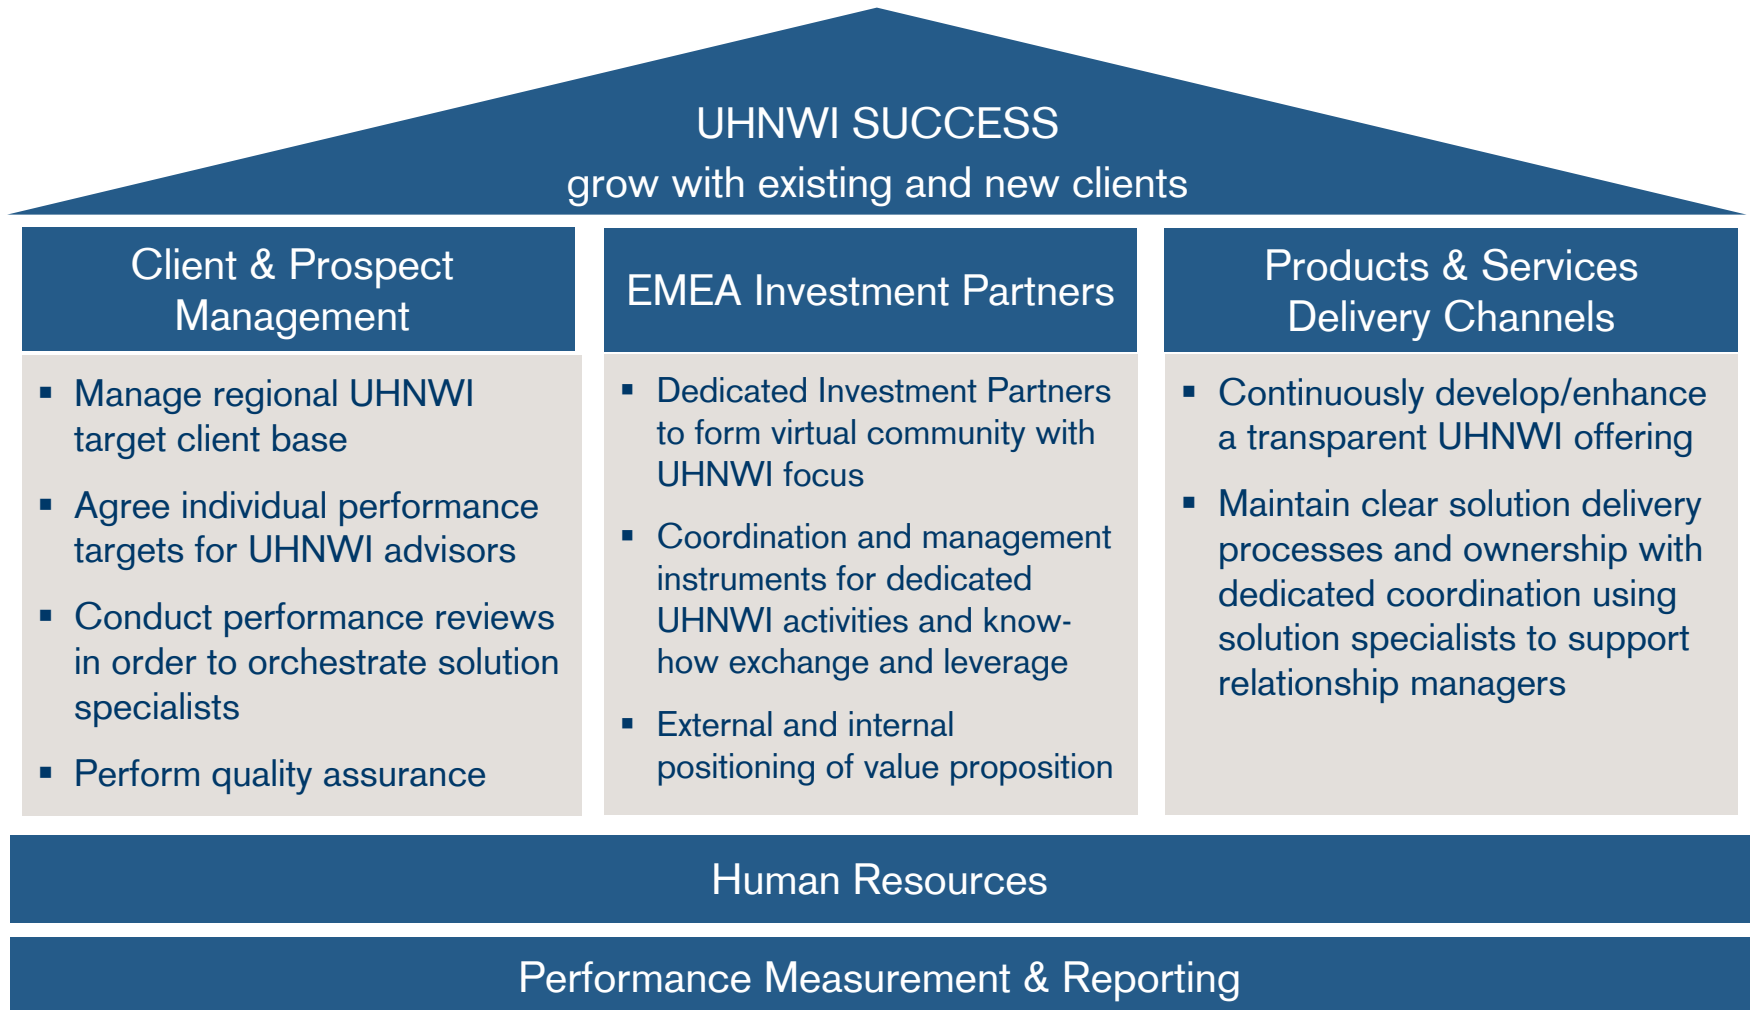 UHNWI SUCCESS
grow with existing and new clients
Client & Prospect
Management
▪ Manage regional UHNWI
target client base
▪ Agree individual performance
targets for UHNWI advisors
▪ Conduct performance reviews
in order to orchestrate solution
specialists
▪ Perform quality assurance
EMEA Investment Partners
▪ Dedicated Investment Partners
to form virtual community with
UHNWI focus
▪ Coordination and management
instruments for dedicated
UHNWI activities and know-
how exchange and leverage
▪ External and internal
positioning of value proposition
Products & Services
Delivery Channels
▪ Continuously develop/enhance
a transparent UHNWI offering
▪ Maintain clear solution delivery
processes and ownership with
dedicated coordination using
solution specialists to support
relationship managers
Human Resources
Performance Measurement & Reporting